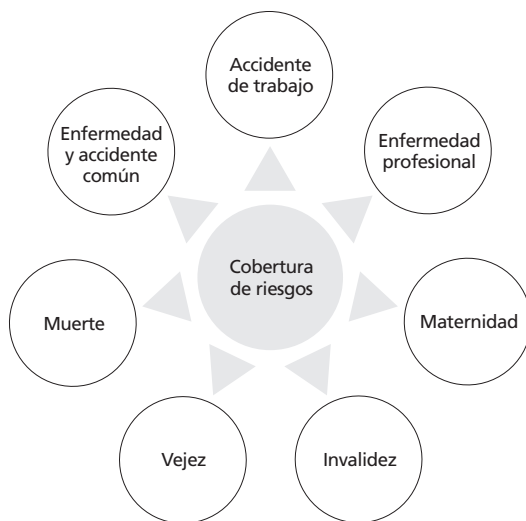 Accidente
de trabajo
Enfermedad
profesional
Maternidad
Invalidez
Vejez
Muerte
Enfermedad
y accidente
común
Cobertura
de riesgos